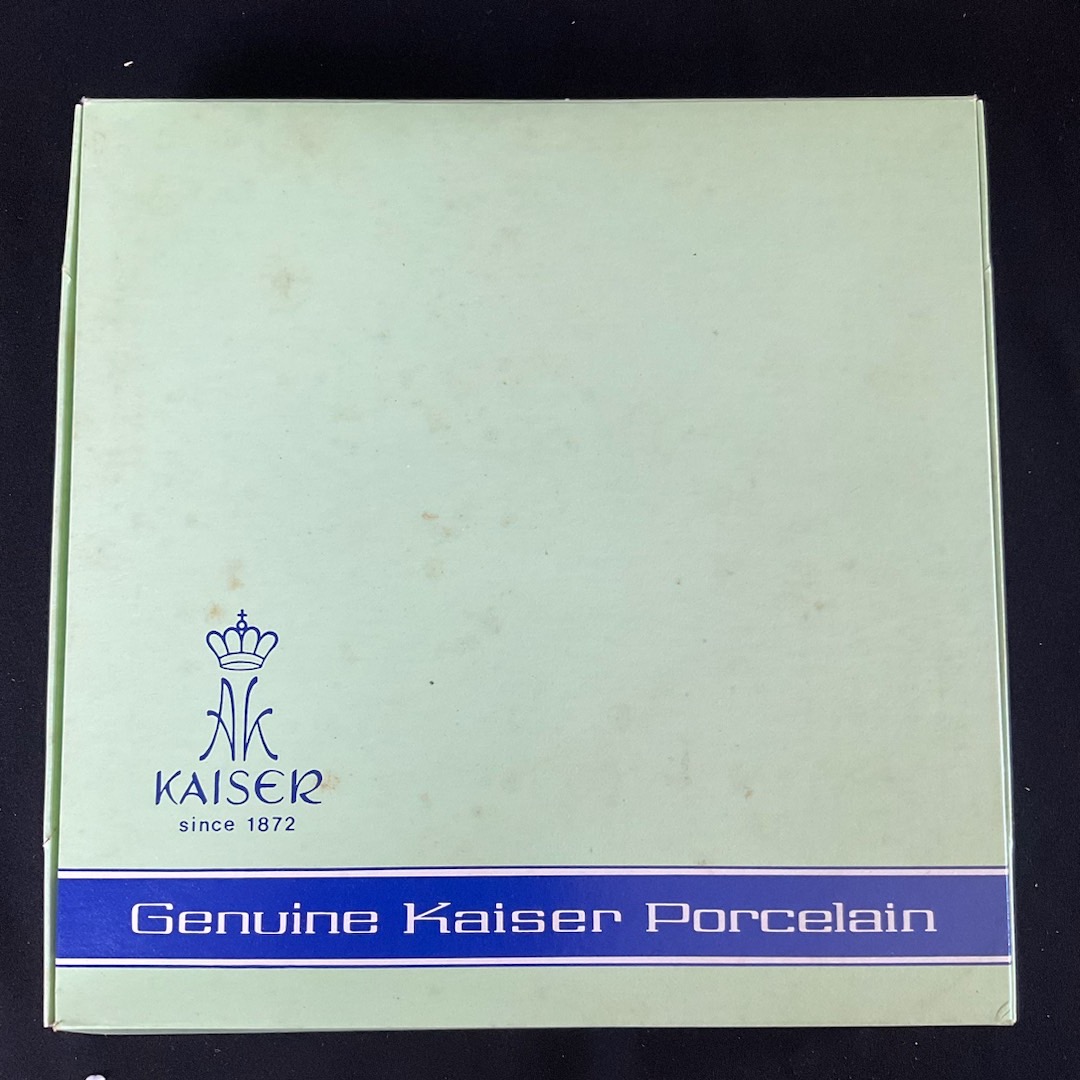 AK
KAISER
since 1872
Genuine Kaiser Porcelain